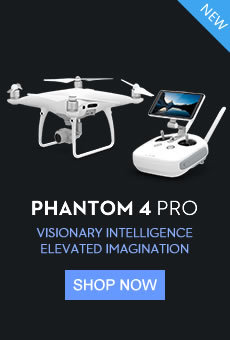 NEW
PHANTOM 4 PRO
VISIONARY INTELLIGENCE
ELEVATED IMAGINATION
SHOP NOW